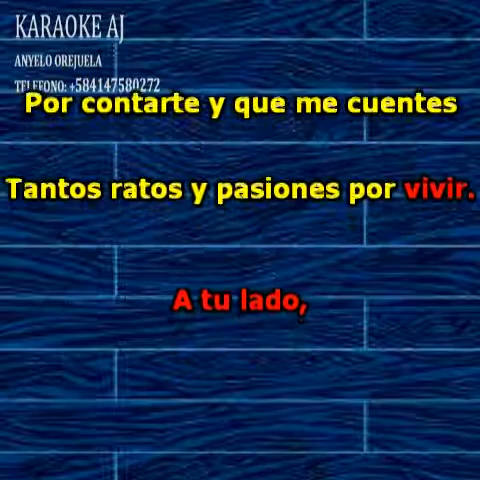 KARAOKE AJ
ANYELO OREJUELA
TELEFONO: +584147580272
Por contarte y que me cuentes
Tantos ratos y pasiones por vivir.
A tu lado,